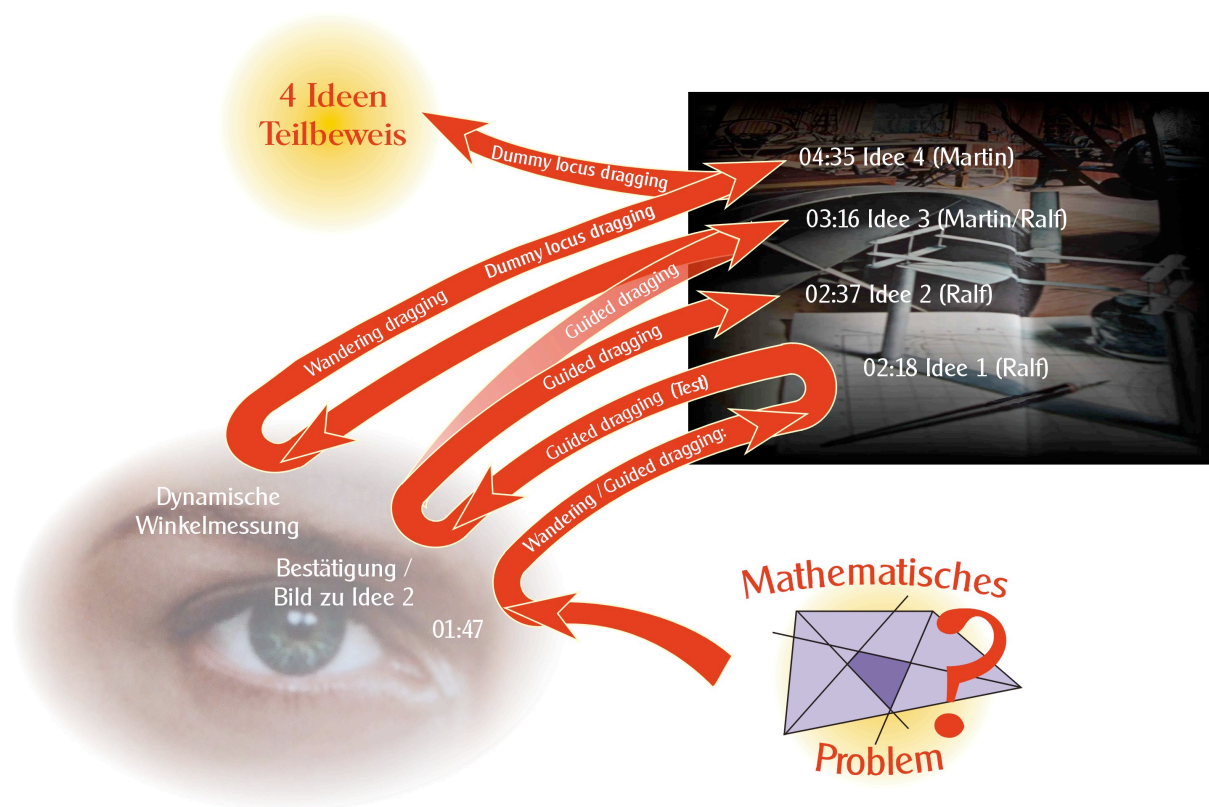 4 Ideen
Teilbeweis
Dummy locus dragging
04:35 Idee 4 (Martin)
Dummy locus dragging
03:16 Idee 3 (Martin/Ralf)
Wandering dragging
Guided dragging
02:37 Idee 2 (Ralf)
Guided dragging
02:18 Idee 1 (Ralf)
Guided dragging (Test)
Wandering / Guided dragging:
Dynamische
Winkelmessung
Bestätigung /
Bild zu Idee 2
01:47
Mathematisches
?
Problem